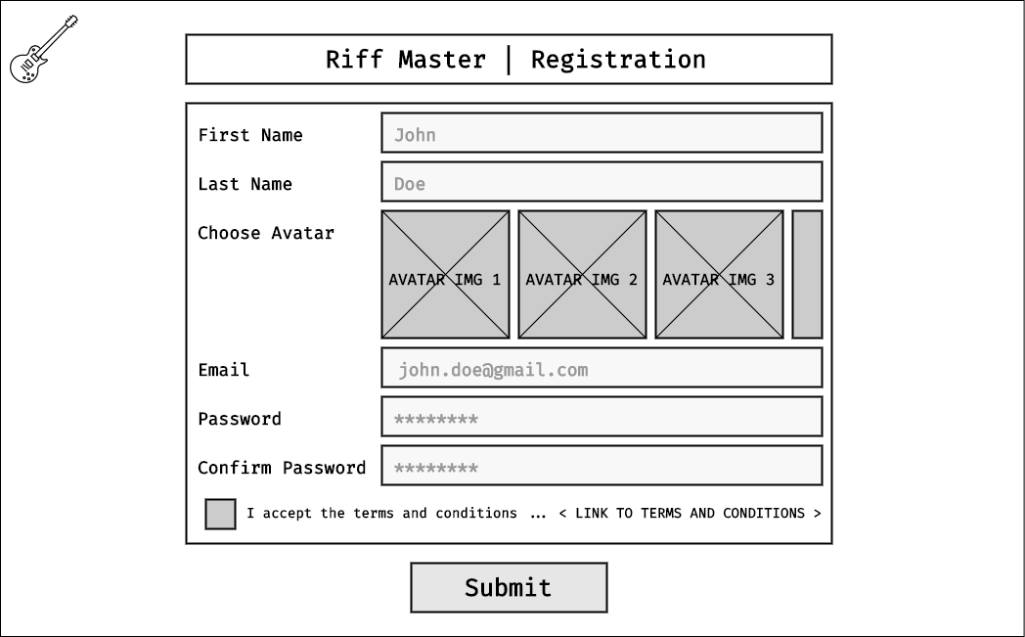 Riff Master | Registration
First Name
John
Last Name
Doe
Choose Avatar
AVATAR IMG 1
AVATAR IMG 2
AVATAR IMG 3
Email
john.doe@gmail.com
Password
********
Confirm Password
********
I accept the terms and conditions ... < LINK TO TERMS AND CONDITIONS >
Submit